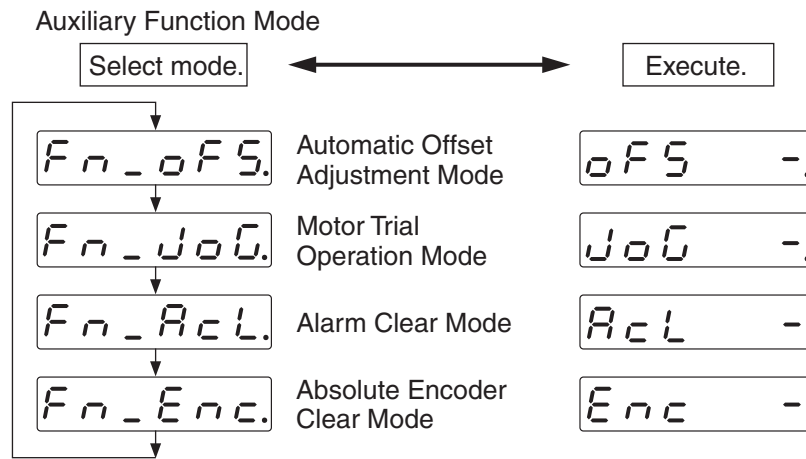 Auxiliary Function Mode
Select mode.
Execute.
Fn_oFS.
Automatic Offset
Adjustment Mode
oFS -.
Fn_JoG.
Motor Trial
Operation Mode
JoG -.
Fn_AcL.
Alarm Clear Mode
AcL -
Fn_Enc.
Absolute Encoder
Clear Mode
Enc -